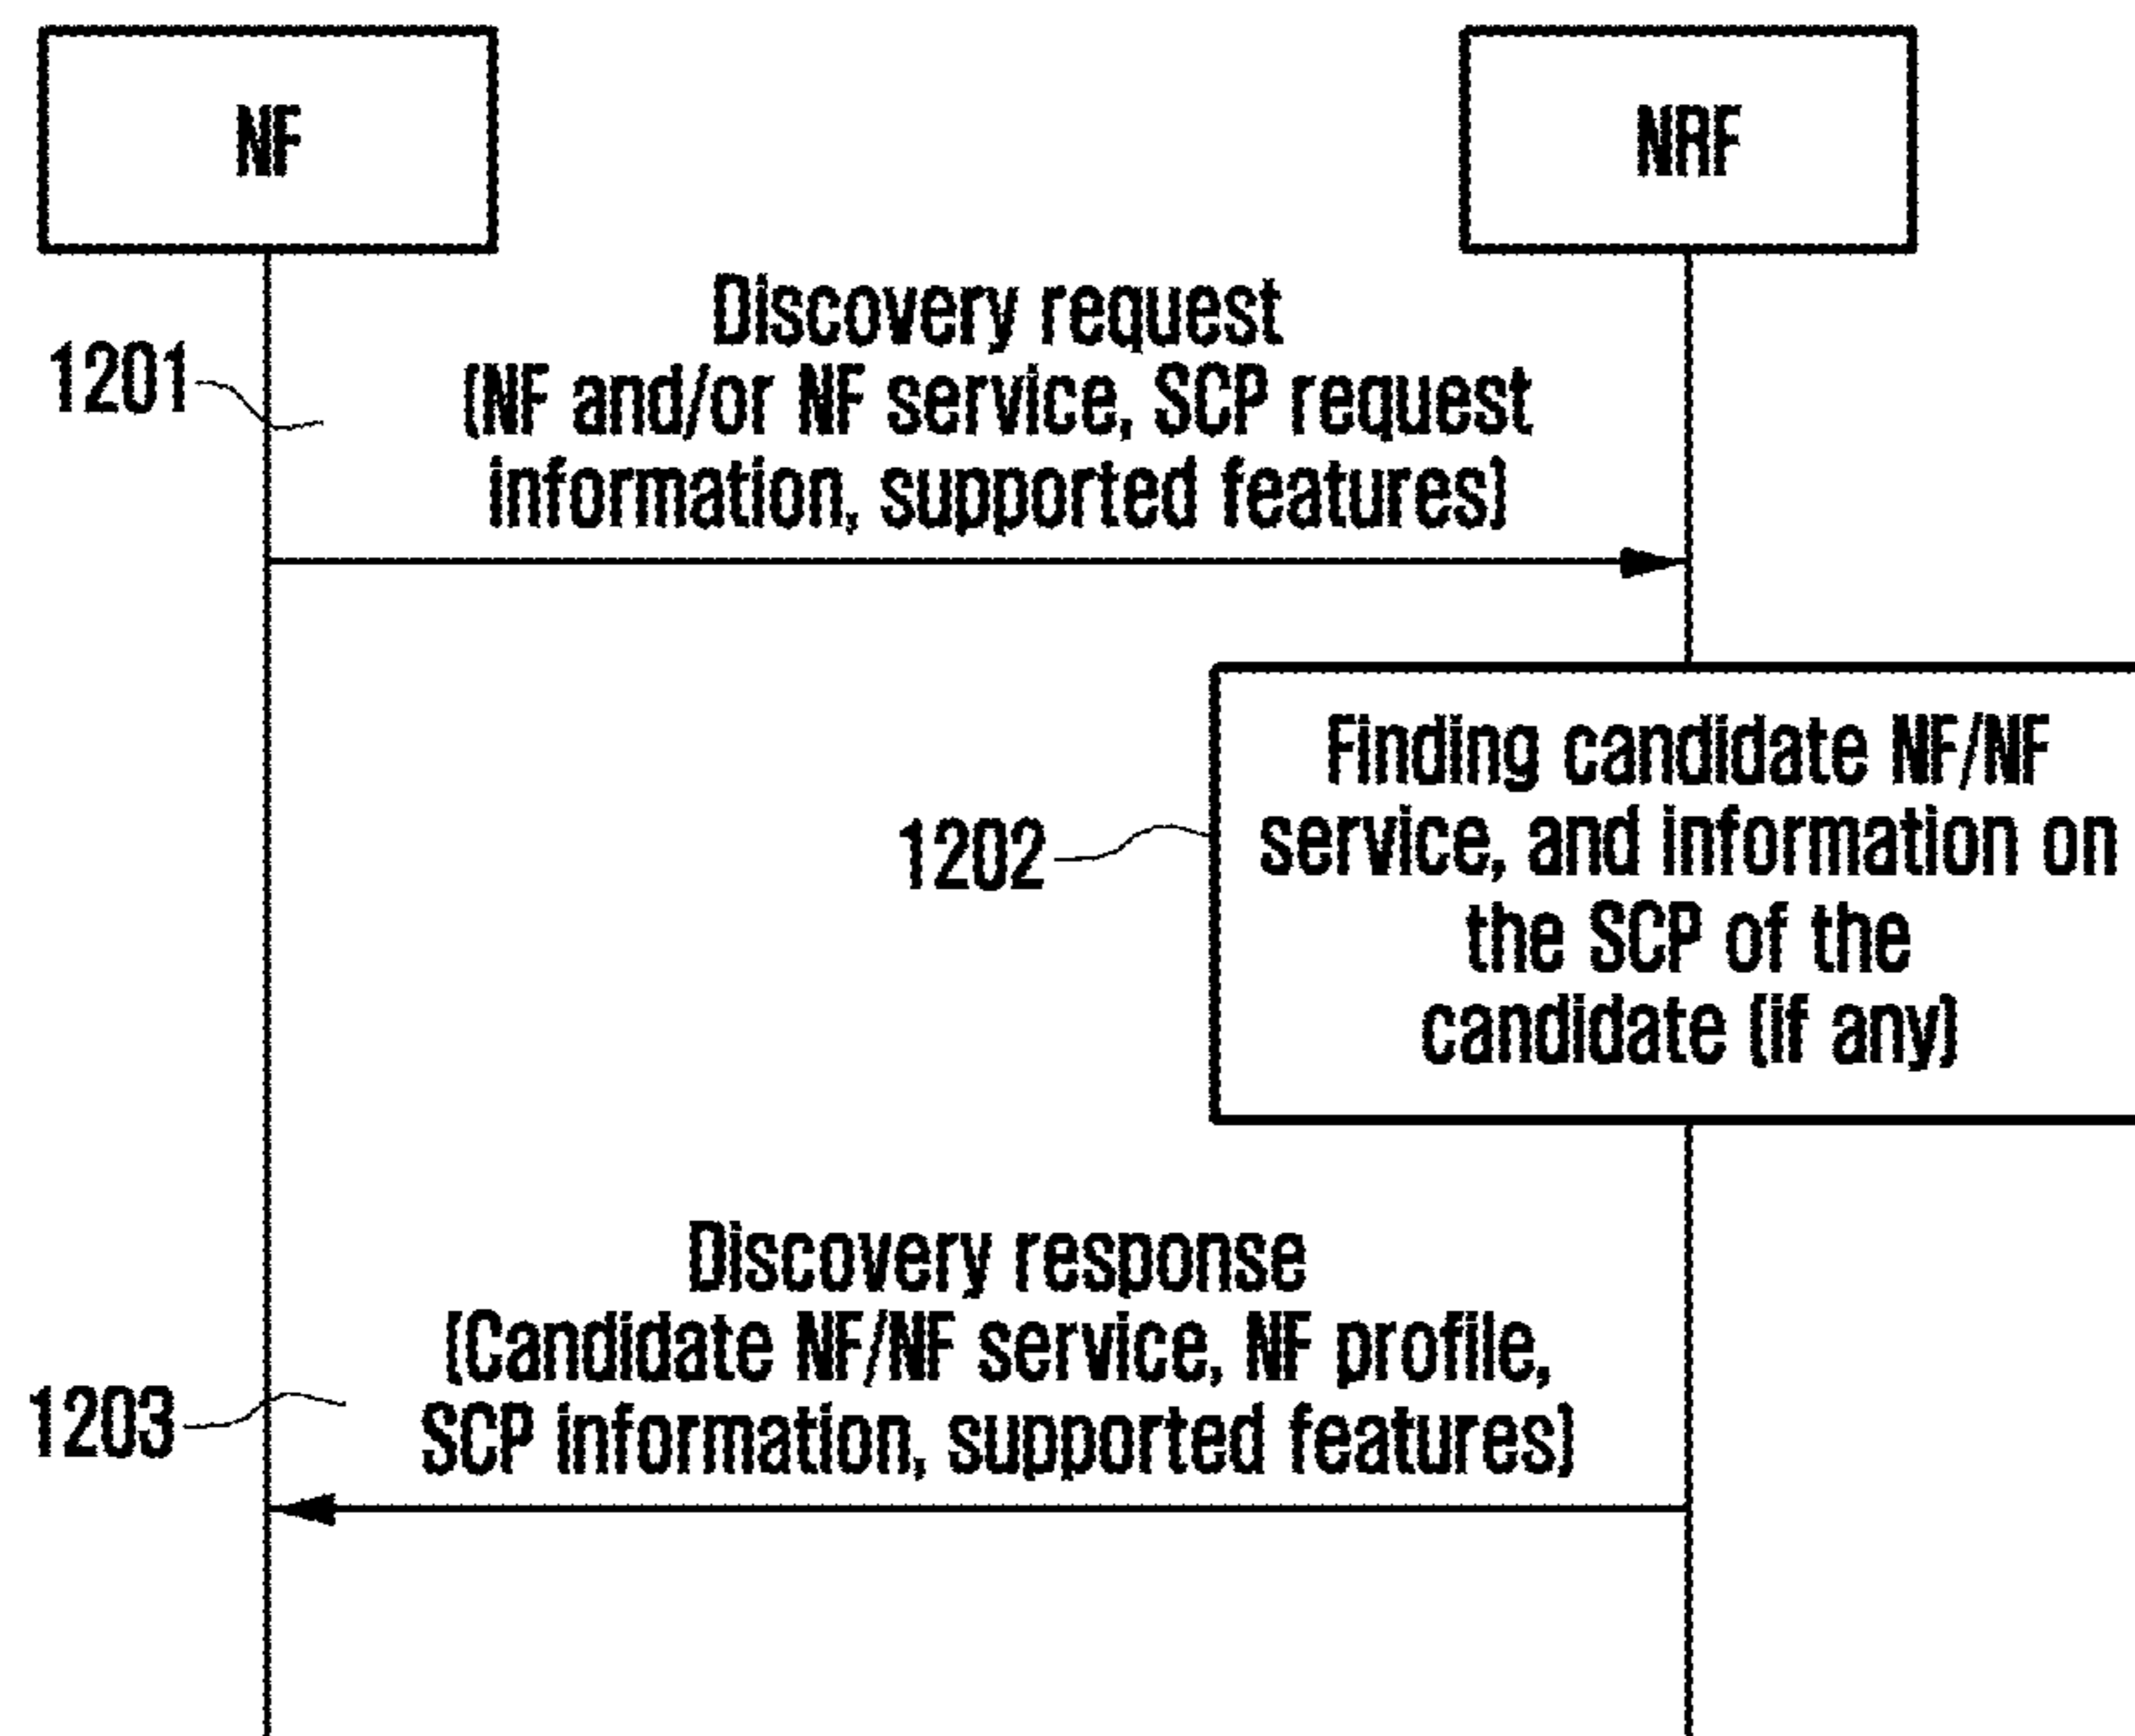 NF
NRF
Discovery request
1201
(NF and/or NF service, SCP request
information, supported features)
Finding candidate NF/NF
1202
service, and information on
the SCP of the
candidate (if any)
Discovery response
(Candidate NF/NF service, NF profile,
1203
SCP information, supported features)